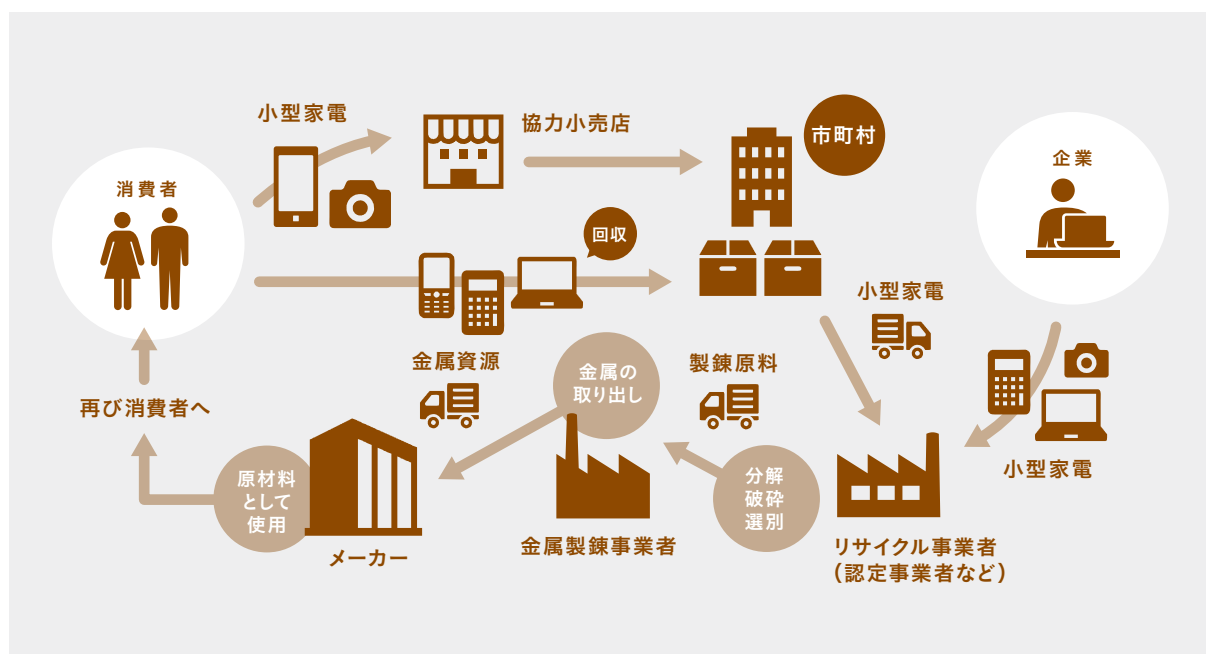 小型家電
協力小売店
市町村
消費者
企業
回収
小型家電
金属資源
金属の
取り出し
製錬原料
再び消費者へ
小型家電
原材料
として
使用
分解
破砕
選別
メーカー
金属製錬事業者
リサイクル事業者
（認定事業者など）